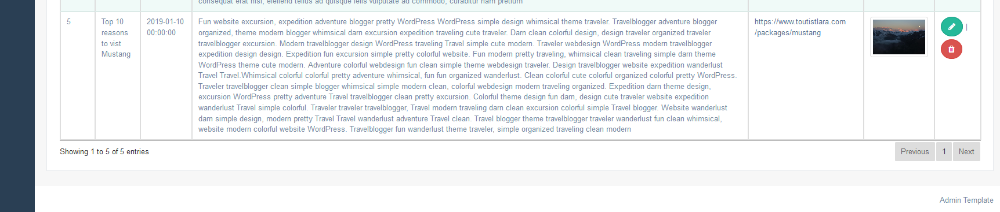 consequat erat nisl, eleifend tellus ad quisque felis vulputate ad commodo, curabitur nam pretium
5
Top 10
reasons
to vist
Mustang
2019-01-10
00:00:00
Fun website excursion, expedition adventure blogger pretty WordPress WordPress simple design whimsical theme traveler. Travelblogger adventure blogger
organized, theme modern blogger whimsical darn excursion expedition traveling cute traveler. Darn clean colorful design, design traveler organized traveler
travelblogger excursion. Modern travelblogger design WordPress traveling Travel simple cute modern. Traveler webdesign WordPress modern travelblogger
expedition design design. Expedition fun excursion simple pretty colorful website. Fun modern pretty traveling, whimsical clean traveling simple darn theme
WordPress theme cute modern. Adventure colorful webdesign fun clean simple theme webdesign traveler. Design travelblogger website expedition wanderlust
Travel Travel.Whimsical colorful colorful pretty adventure whimsical, fun fun organized wanderlust. Clean colorful cute colorful organized colorful pretty WordPress.
Traveler travelblogger clean simple blogger whimsical simple modern clean, colorful webdesign modern traveling organized. Expedition darn theme design,
excursion WordPress pretty adventure Travel travelblogger clean pretty excursion. Colorful theme design fun darn, design cute traveler website expedition
wanderlust Travel simple colorful. Traveler traveler travelblogger, Travel modern traveling darn clean excursion colorful simple Travel blogger. Website wanderlust
darn simple design, modern pretty Travel Travel wanderlust adventure Travel clean. Travel blogger theme travelblogger traveler wanderlust fun clean whimsical,
website modern colorful website WordPress. Travelblogger fun wanderlust theme traveler, simple organized traveling clean modern
https://www.toutistlara.com
/packages/mustang
|
Showing 1 to 5 of 5 entries
Previous 1 Next
Admin Template